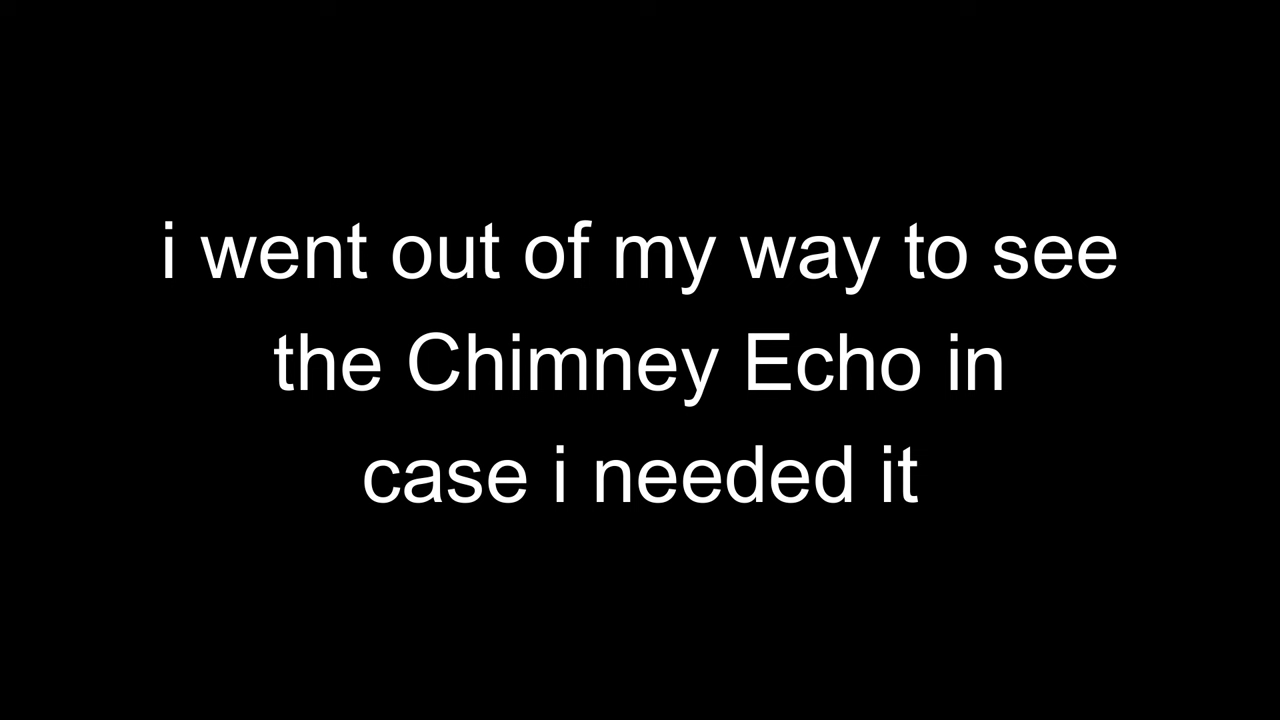 i went out of my way to see
the Chimney Echo in
case i needed it